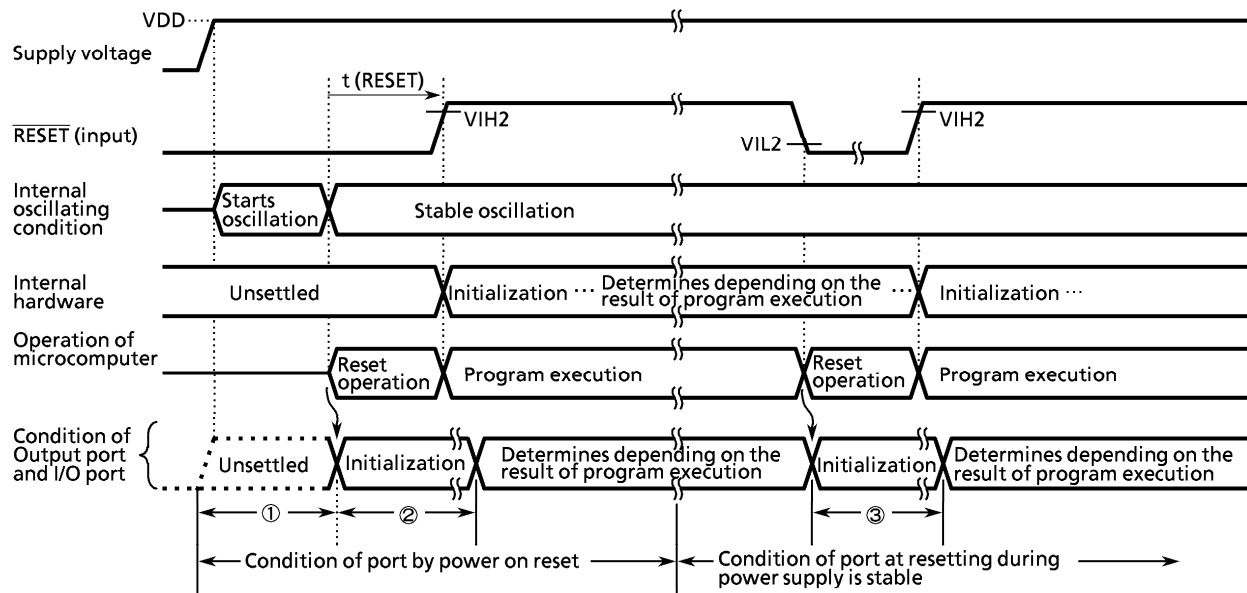 VDD
Supply voltage
t (RESET)
RESET (input)
VIH2
VIL2
VIH2
Internal
oscillating
condition
Starts
oscillation
Stable oscillation
Internal
hardware
Unsettled
Initialization ···
Determines depending on the
result of program execution
···
Initialization ···
Operation of
microcomputer
Reset
operation
Program execution
Reset
operation
Program execution
Condition of
Output port
and I/O port
Unsettled
Initialization
Determines depending on the
result of program execution
Initialization
Determines depending on the
result of program execution
①
②
③
Condition of port by power on reset
Condition of port at resetting during
power supply is stable